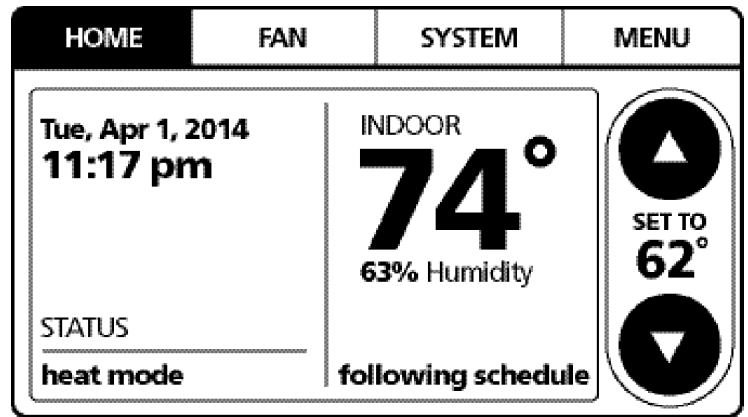 HOME FAN SYSTEM MENU
Tue, Apr 1, 2014
11:17 pm
STATUS
heat mode
INDOOR
74°
63% Humidity
following schedule
SET TO
62°